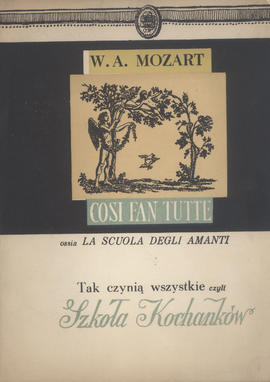 W. A. MOZART
COSI FAN TUTTE
ossia LA SCUOLA DEGLI AMANTI
Tak czynią wszystkie czyli
Szkoła Kochanków